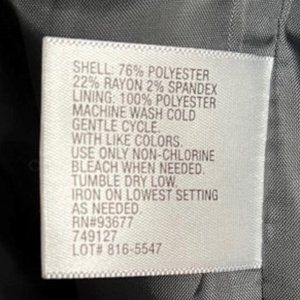 SHELL: 76% POLYESTER
22% RAYON 2% SPANDEX
LINING: 100% POLYESTER
MACHINE WASH COLD
GENTLE CYCLE.
WITH LIKE COLORS.
USE ONLY NON-CHLORINE
BLEACH WHEN NEEDED.
TUMBLE DRY LOW.
IRON ON LOWEST SETTING
AS NEEDED.
RN#93677
749127
LOT# 816-5547